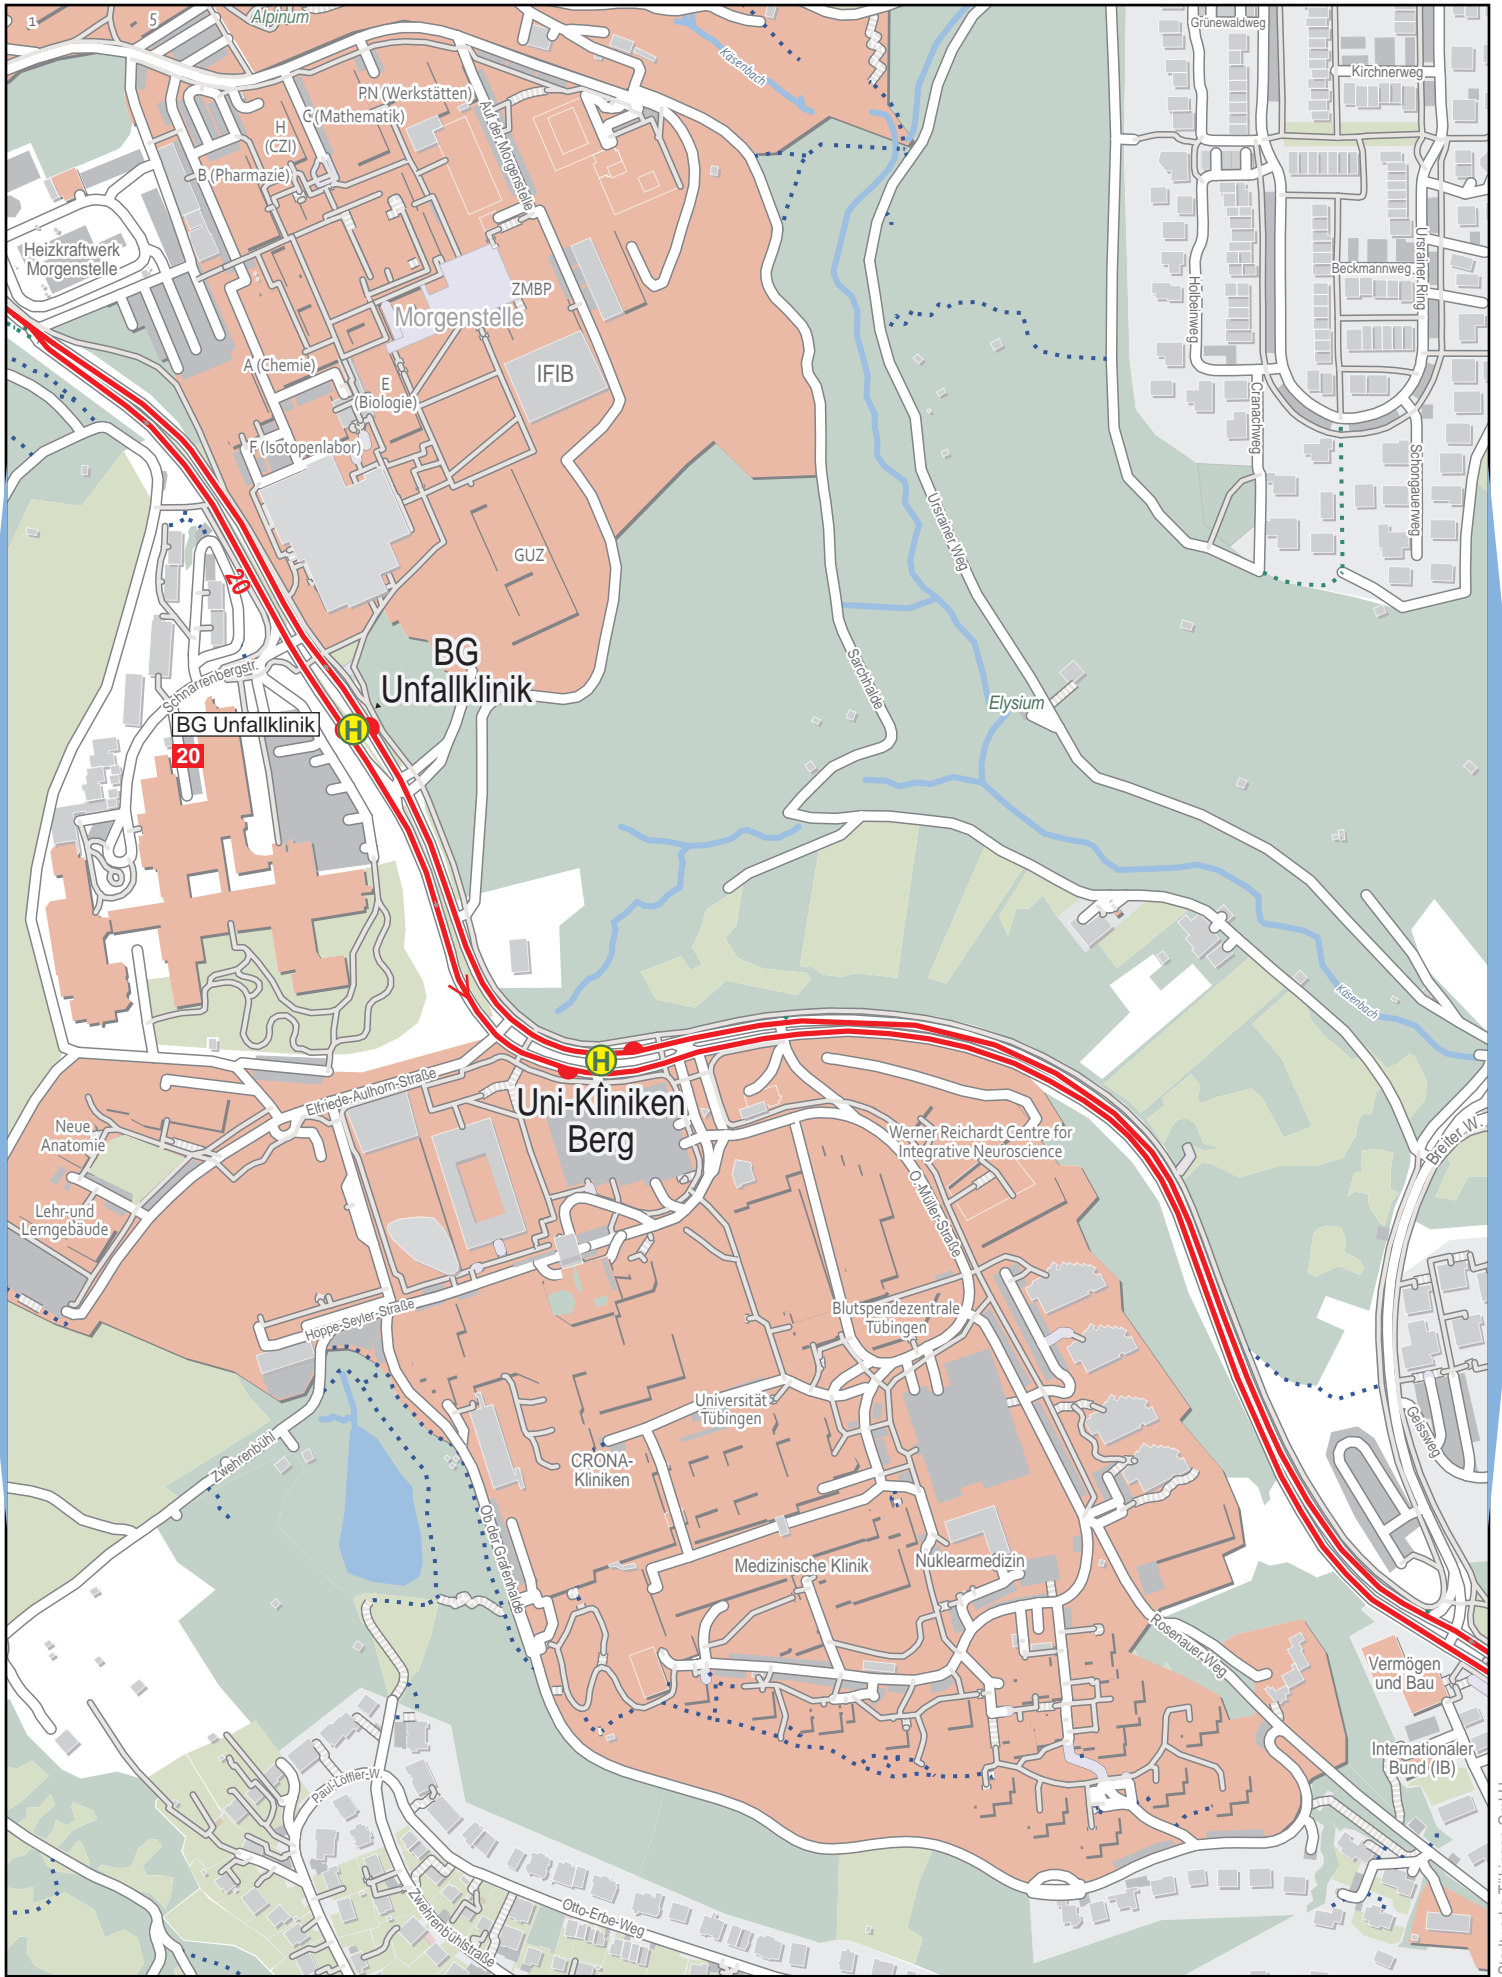 1
5
Alpinum
Grünewaldweg
Käsenbach
Kirchnerweg
PN (Werkstätten)
C (Mathematik)
H
(CZI)
Auf der Morgenstelle
B (Pharmazie)
Heizkraftwerk
Morgenstelle
ZMBP
Morgenstelle
Beckmannweg
Ursrainer Ring
Holbeinweg
A (Chemie)
IFIB
E
(Biologie)
Cranachweg
F (Isotopenlabor)
Schongauerweg
Ursrainer Weg
GUZ
20
BG
Unfallklinik
Schnarrenbergstr.
Sarchhalde
Elysium
BG Unfallklinik
H
20
Käsenbach
H
Uni-Kliniken
Berg
Elfriede-Aulhorn-Straße
Neue
Anatomie
Werner Reichardt Centre for
Integrative Neuroscience
Breiter W.
O.-Müller-Straße
Lehr-und
Lerngebäude
Hoppe-Seyler-Straße
Blutspendezentrale
Tübingen
Universität
Tübingen
Geissweg
Zwehrenbühl
CRONA-
Kliniken
Ob der Grafenhalde
Medizinische Klinik
Nuklearmedizin
Rosenauer Weg
Vermögen
und Bau
Internationaler
Bund (IB)
Paul-Löffler-W.
Otto-Erbe-Weg
Zwehrenbühlstraße